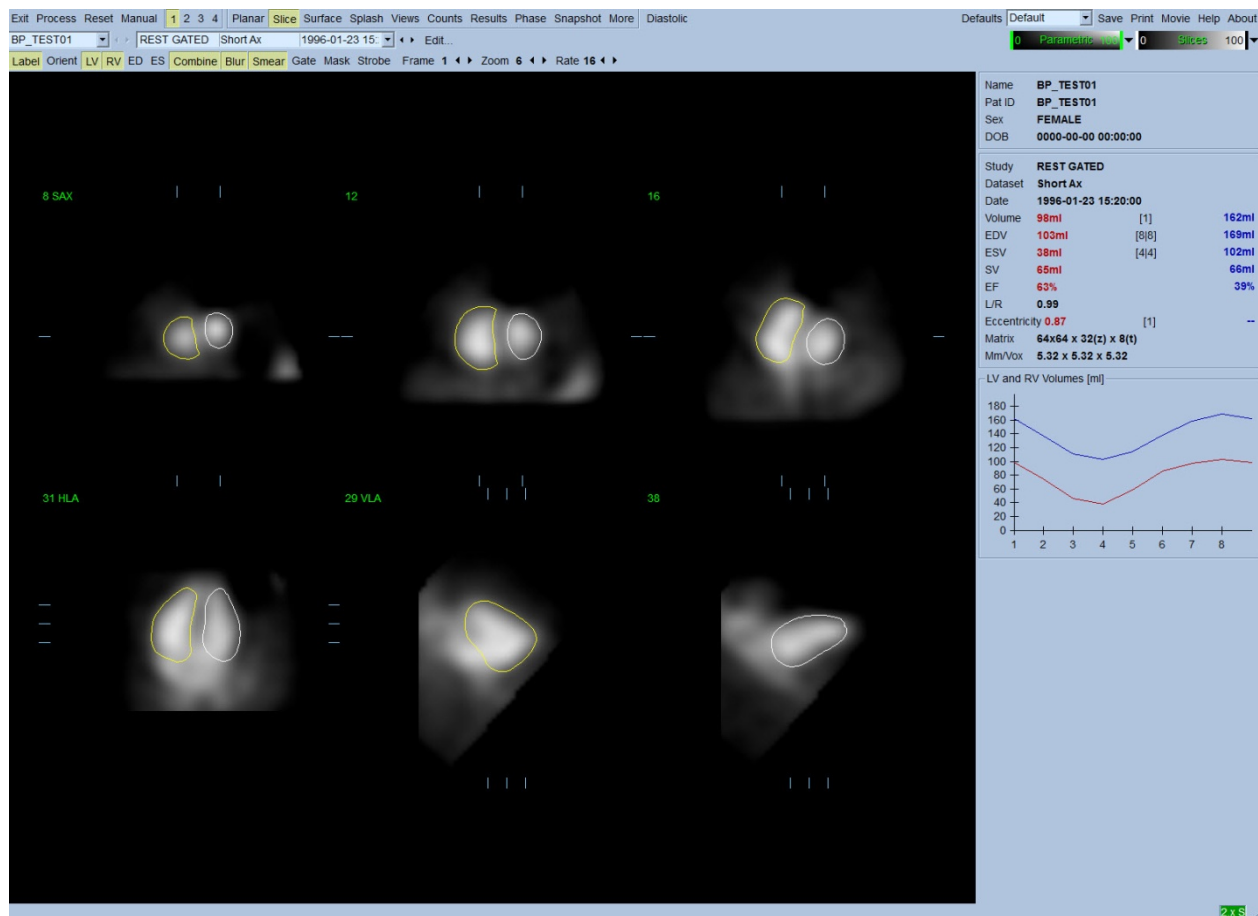 Exit Process Reset Manual 1 2 3 4 Planar Slice Surface Splash Views Counts Results Phase Snapshot More Diastolic Defaults Default Save Print Movie Help About
BP_TEST01 REST GATED Short Ax 1996-01-23 15: Edit... 0 Parametric 100 0 Slices 100
Label Orient LV RV ED ES Combine Blur Smear Gate Mask Strobe Frame 1 Zoom 6 Rate 16
Name BP_TEST01
Pat ID BP_TEST01
Sex FEMALE
DOB 0000-00-00 00:00:00
Study REST GATED
Dataset Short Ax
Date 1996-01-23 15:20:00
Volume 98ml [1] 162ml
EDV 103ml [8|8] 169ml
ESV 38ml [4|4] 102ml
SV 65ml 66ml
EF 63% 39%
L/R 0.99
Eccentricity 0.87 [1] --
Matrix 64x64 x 32(z) x 8(t)
Mm/Vox 5.32 x 5.32 x 5.32
LV and RV Volumes [ml]
180
160
140
120
100
80
60
40
20
0
1 2 3 4 5 6 7 8
8 SAX 12 16
31 HLA 29 VLA 38
2 x S